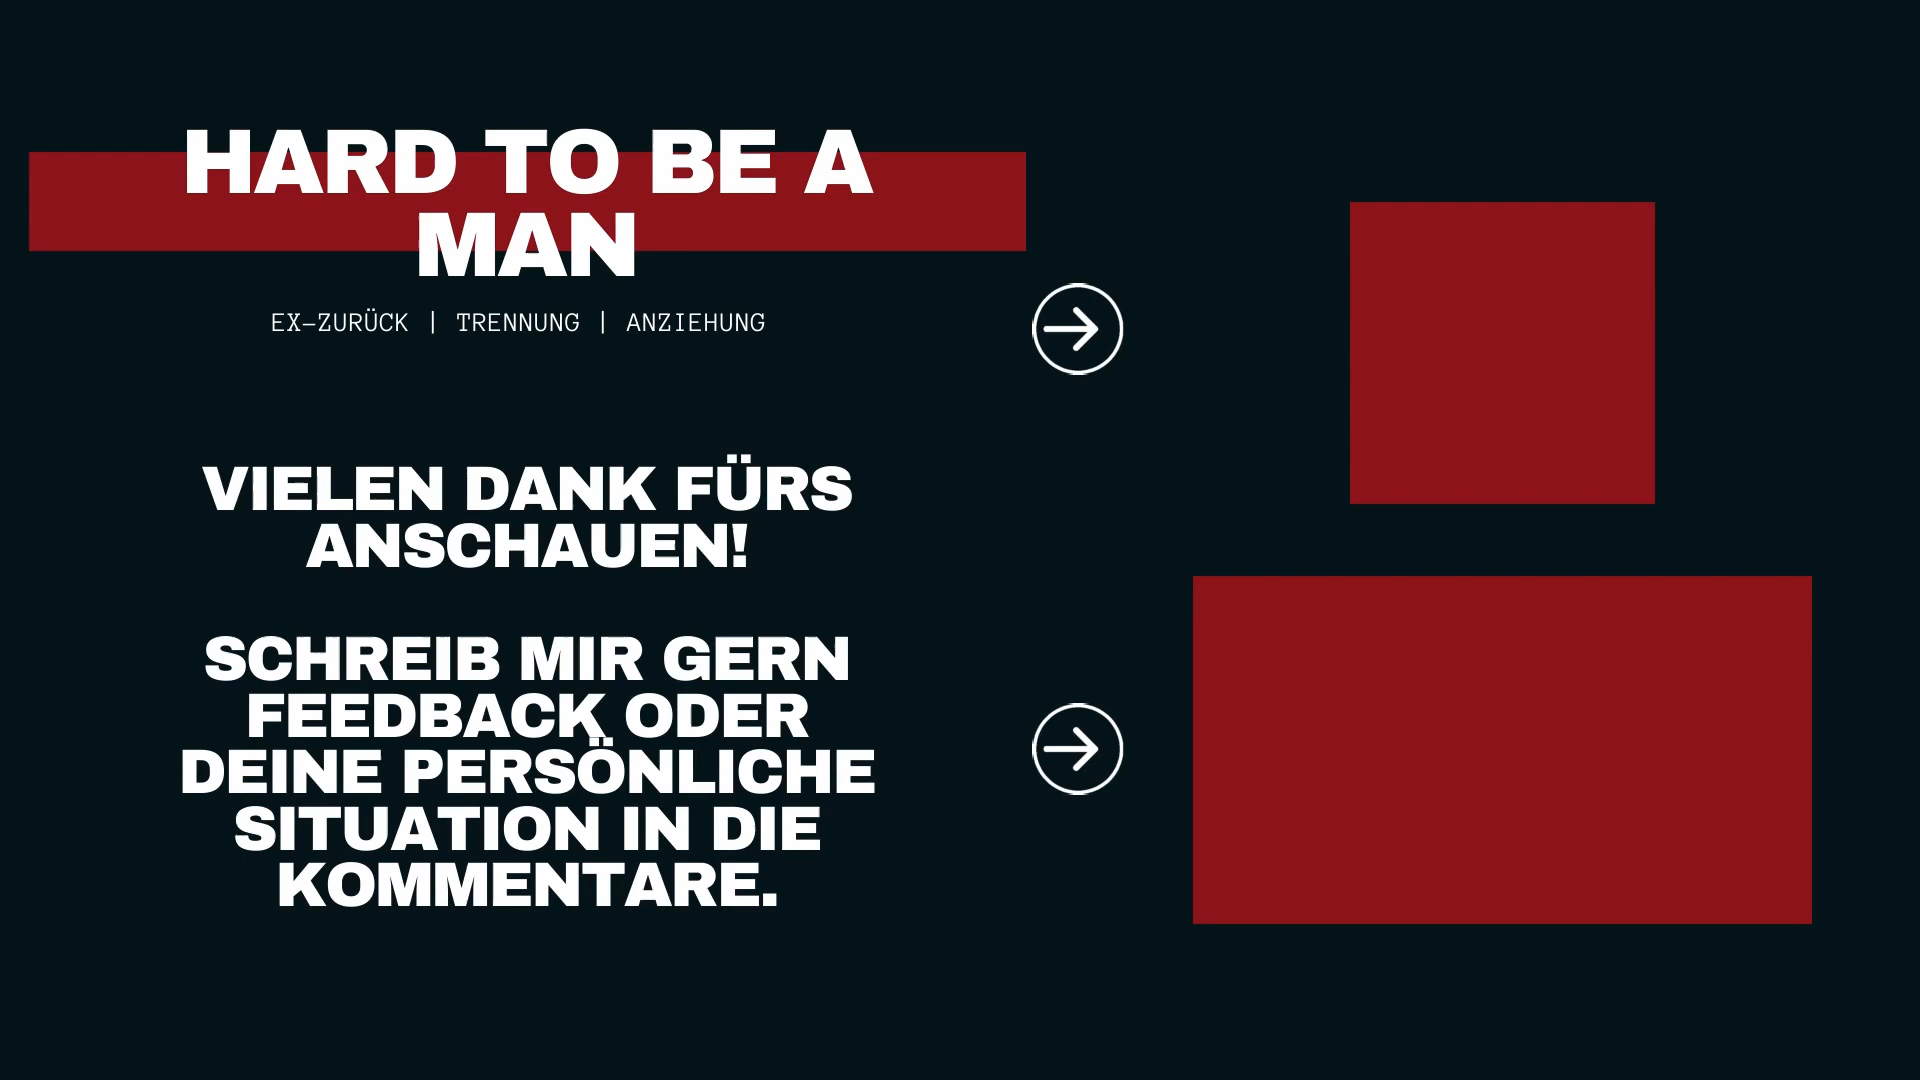 HARD TO BE A
MAN
EX-ZURÜCK | TRENNUNG | ANZIEHUNG
VIELEN DANK FÜRS
ANSCHAUEN!
SCHREIB MIR GERN
FEEDBACK ODER
DEINE PERSÖNLICHE
SITUATION IN DIE
KOMMENTARE.